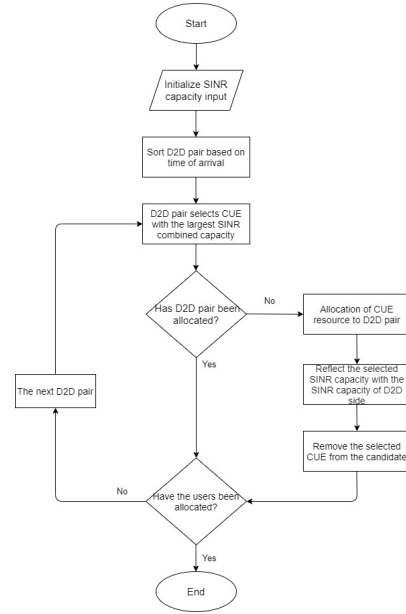 Start
Initialize SINR
capacity input
Sort D2D pair based on
time of arrival
D2D pair selects CUE
with the largest SINR
combined capacity
Has D2D pair been
allocated?
No
Allocation of CUE
resource to D2D pair
Reflect the selected
SINR capacity with the
SINR capacity of D2D
side
Remove the selected
CUE from the candidate
Yes
The next D2D pair
Have the users been
allocated?
No
Yes
End